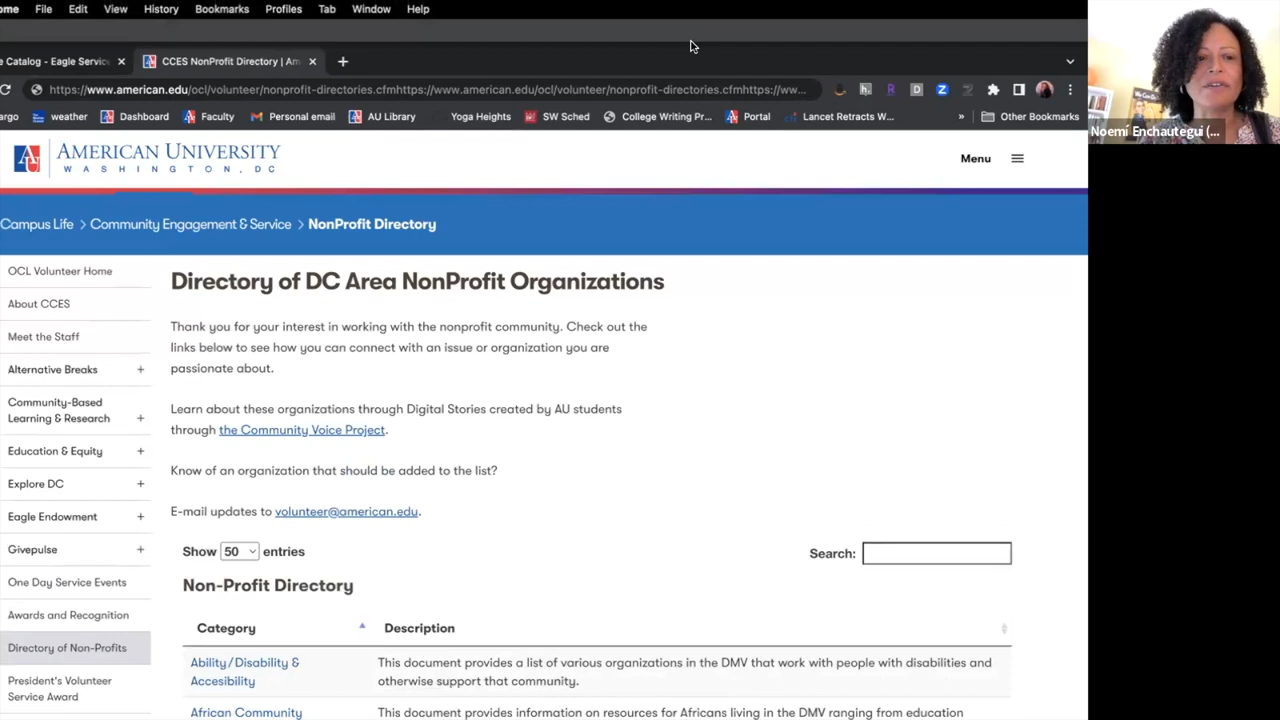 ome File Edit View History Bookmarks Profiles Tab Window Help
e Catalog - Eagle Service CCES NonProfit Directory | Am
https://www.american.edu/ocl/volunteer/nonprofit-directories.cfmhttps://www.american.edu/ocl/volunteer/nonprofit-directories.cfmhttps://ww...
argo weather Dashboard Faculty Personal email AU Library Yoga Heights SW Sched College Writing Pr... Portal Lancet Retracts W... » Other Bookmarks
Noemí Enchautegui (...
AMERICAN UNIVERSITY
WASHINGTON, DC
Menu
Campus Life > Community Engagement & Service > NonProfit Directory
OCL Volunteer Home
About CCES
Meet the Staff
Alternative Breaks +
Community-Based
Learning & Research +
Education & Equity +
Explore DC +
Eagle Endowment +
Givepulse +
One Day Service Events
Awards and Recognition
Directory of Non-Profits
President's Volunteer
Service Award
Directory of DC Area NonProfit Organizations
Thank you for your interest in working with the nonprofit community. Check out the
links below to see how you can connect with an issue or organization you are
passionate about.
Learn about these organizations through Digital Stories created by AU students
through the Community Voice Project.
Know of an organization that should be added to the list?
E-mail updates to volunteer@american.edu.
Show 50 entries Search:
Non-Profit Directory
Category Description
Ability/Disability & This document provides a list of various organizations in the DMV that work with people with disabilities and
Accesibility otherwise support that community.
African Community This document provides information on resources for Africans living in the DMV ranging from education